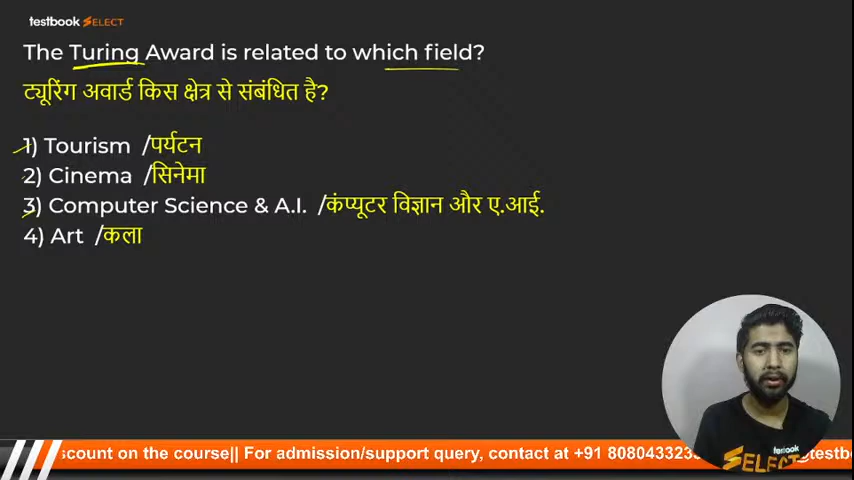 testbook SELECT
The Turing Award is related to which field?
ट्यूरिंग अवार्ड किस क्षेत्र से संबंधित है?
1) Tourism /पर्यटन
2) Cinema /सिनेमा
3) Computer Science & A.I. /कंप्यूटर विज्ञान और ए.आई.
4) Art /कला
testbook
SELECT
scount on the course|| For admission/support query, contact at +91 808043323